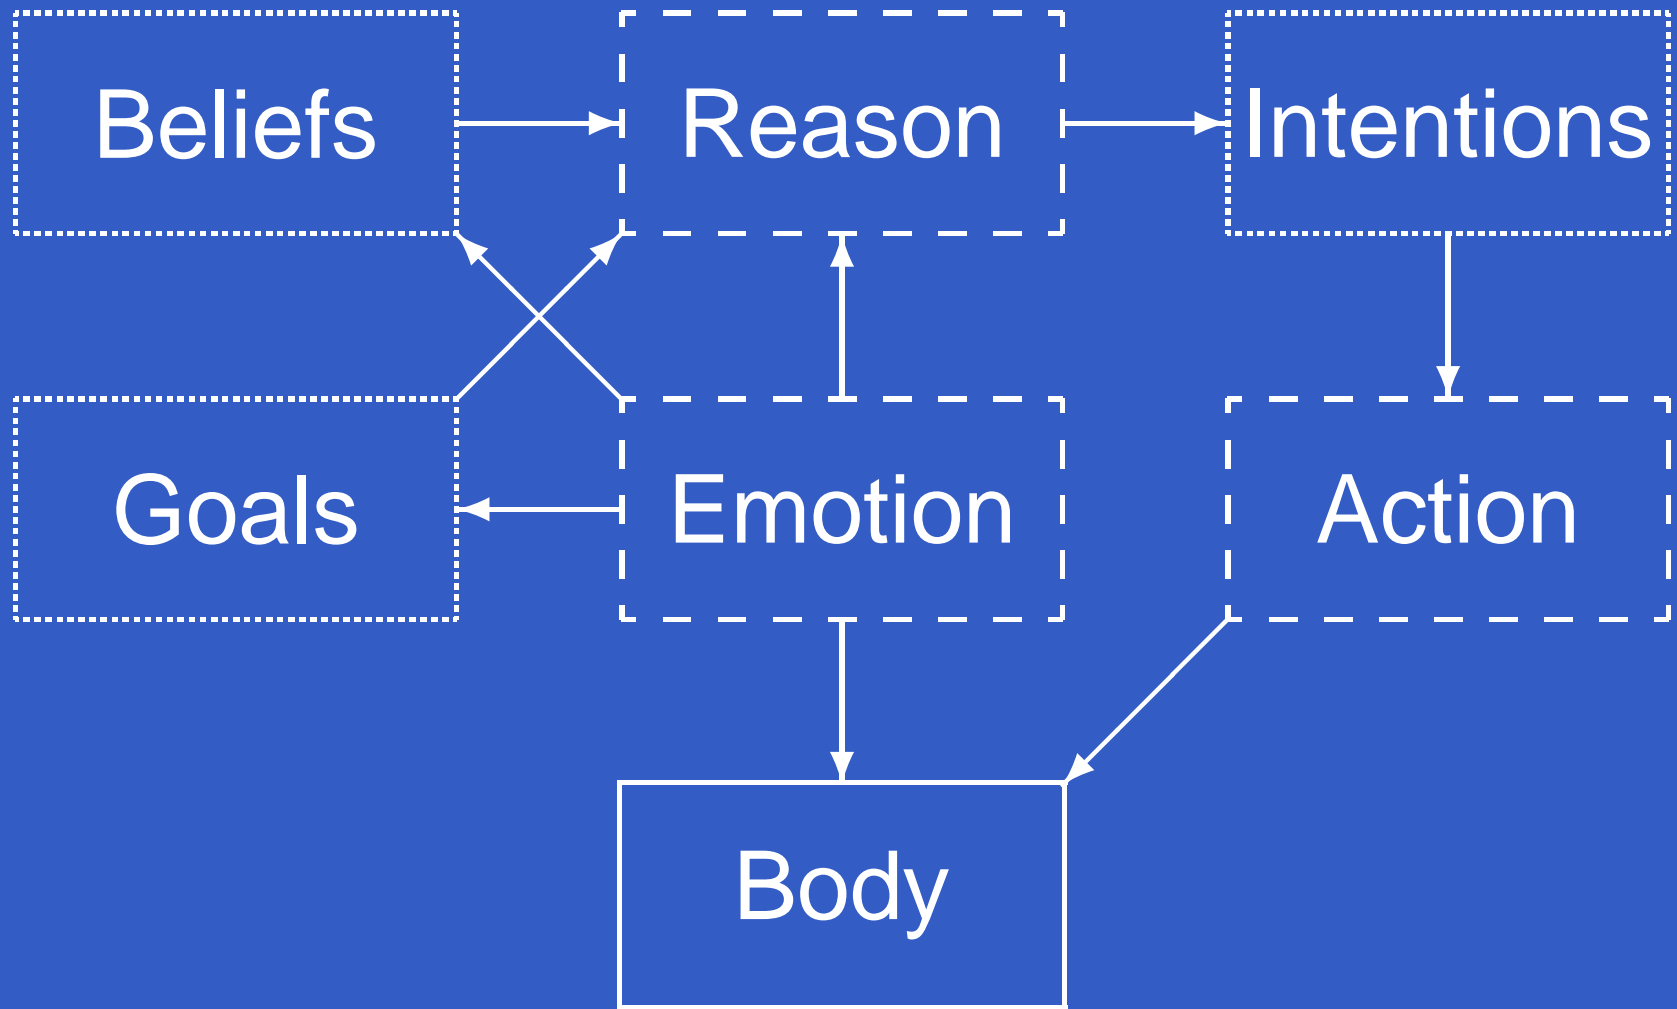 Beliefs
Reason
Intentions
Goals
Emotion
Action
Body